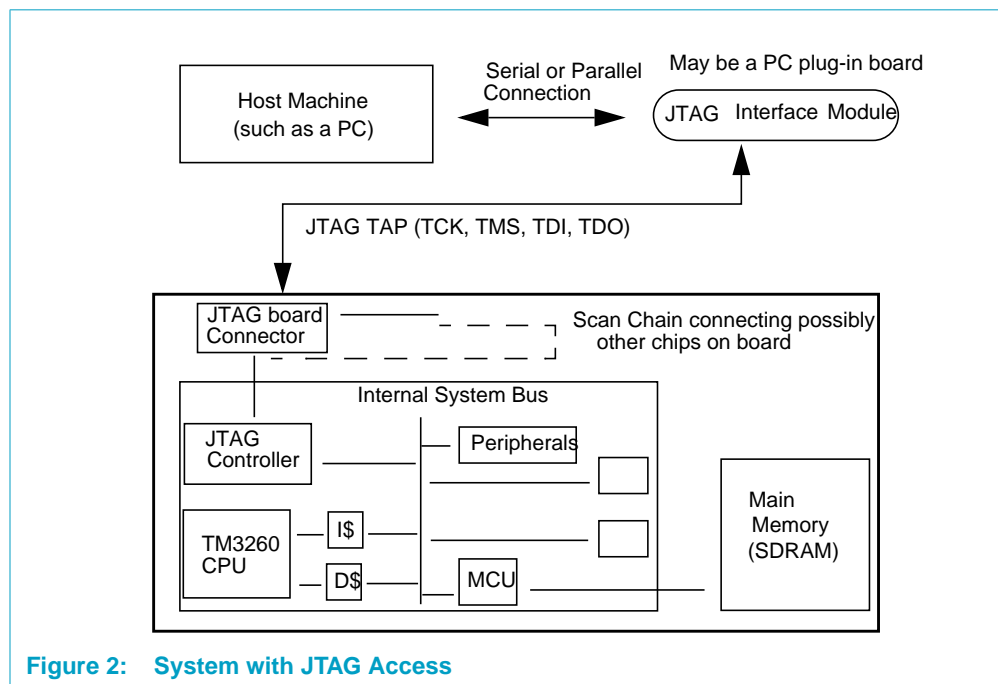 Host Machine
(such as a PC)
Serial or Parallel
Connection
May be a PC plug-in board
JTAG Interface Module
JTAG TAP (TCK, TMS, TDI, TDO)
JTAG board
Connector
Scan Chain connecting possibly
other chips on board
Internal System Bus
JTAG
Controller
Peripherals
TM3260
CPU
I$
D$
MCU
Main
Memory
(SDRAM)
Figure 2: System with JTAG Access